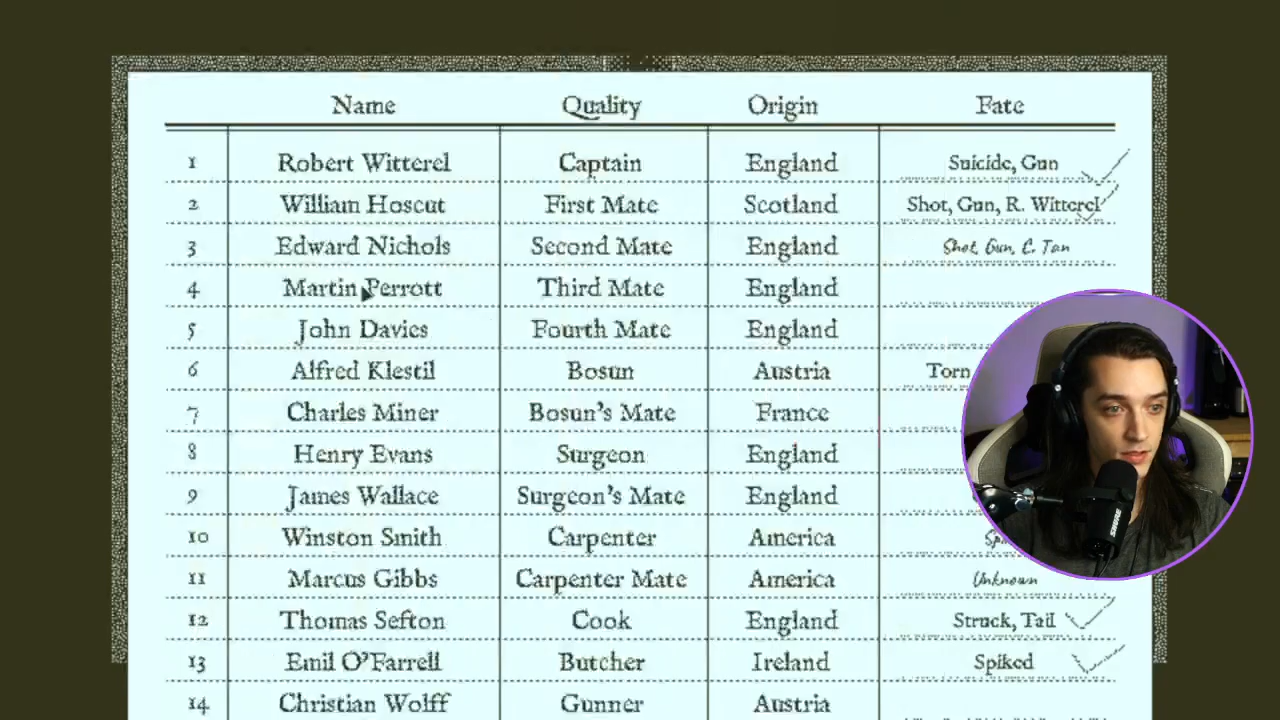 Name Quality Origin Fate
1 Robert Witterel Captain England Suicide, Gun
2 William Hoscut First Mate Scotland Shot, Gun, R. Witterel
3 Edward Nichols Second Mate England Shot, Gun, C. Tan
4 Martin Perrott Third Mate England
5 John Davies Fourth Mate England
6 Alfred Klestil Bosun Austria Torn
7 Charles Miner Bosun's Mate France
8 Henry Evans Surgeon England
9 James Wallace Surgeon's Mate England
10 Winston Smith Carpenter America
11 Marcus Gibbs Carpenter Mate America Unknown
12 Thomas Sefton Cook England Struck, Tail
13 Emil O'Farrell Butcher Ireland Spiked
14 Christian Wolff Gunner Austria
SHURE